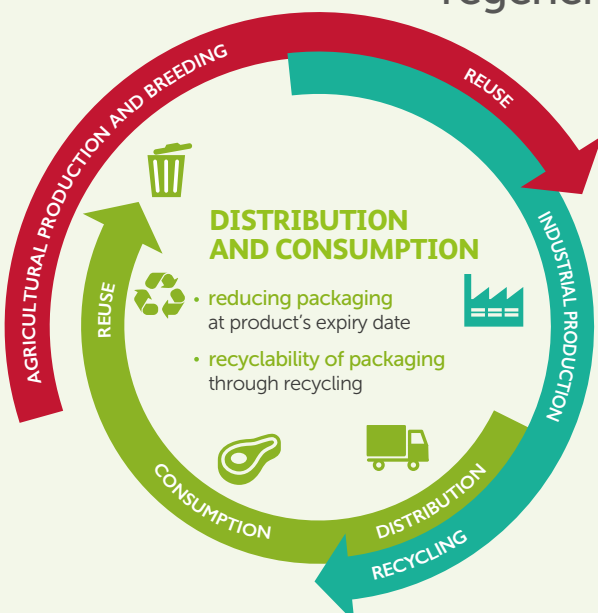 AGRICULTURAL PRODUCTION AND BREEDING
REUSE
INDUSTRIAL PRODUCTION
RECYCLING
DISTRIBUTION
CONSUMPTION
REUSE
DISTRIBUTION
AND CONSUMPTION
• reducing packaging
at product's expiry date
• recyclability of packaging
through recycling